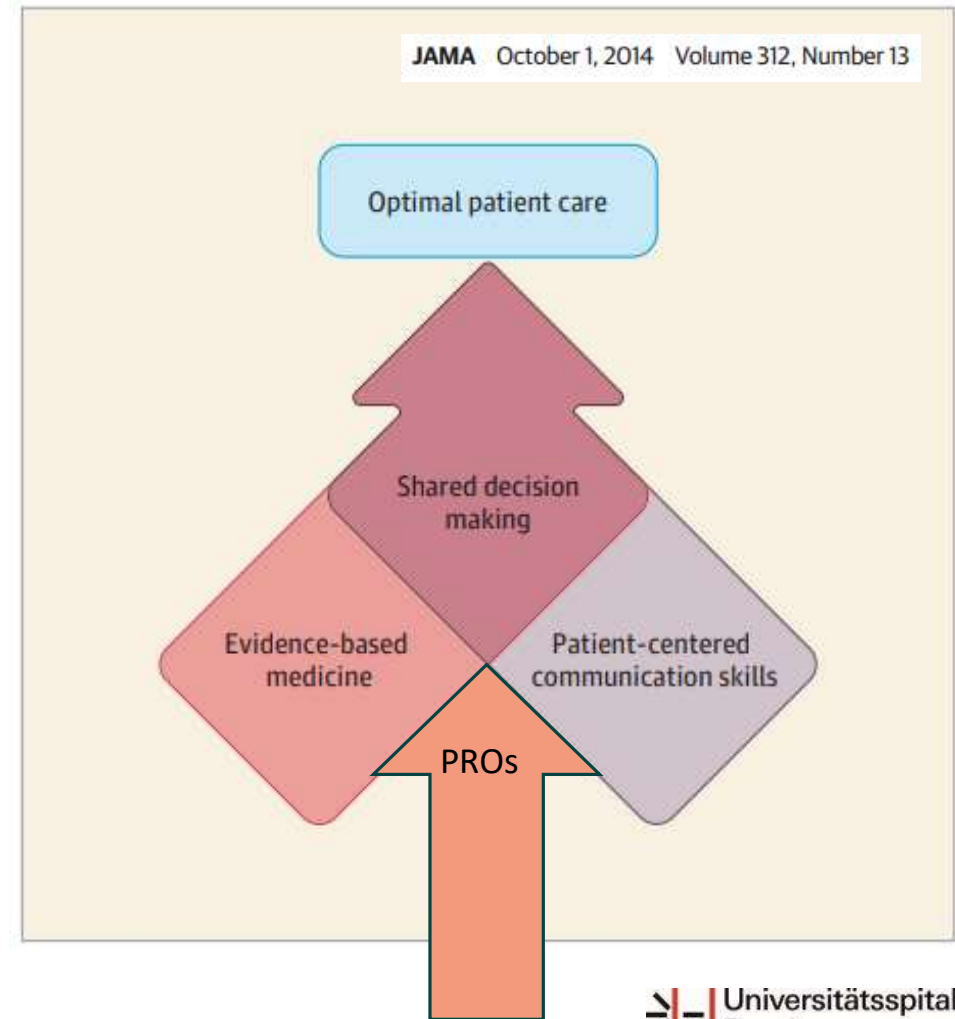 JAMA October 1, 2014 Volume 312, Number 13
Optimal patient care
Shared decision
making
Evidence-based
medicine
Patient-centered
communication skills
PROs
Universitätsspital